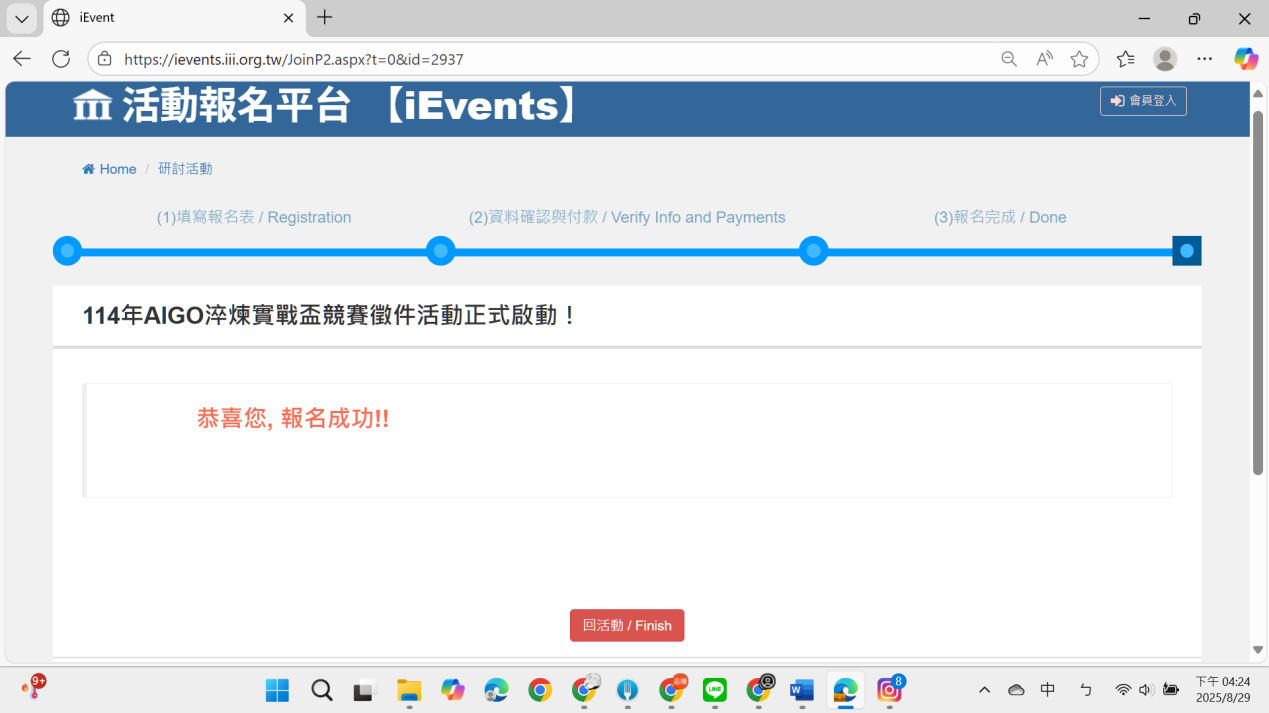 iEvent
https://ievents.iii.org.tw/JoinP2.aspx?t=0&id=2937
活動報名平台 【iEvents】
會員登入
Home / 研討活動
(1)填寫報名表 / Registration
(2)資料確認與付款 / Verify Info and Payments
(3)報名完成 / Done
114年AIGO淬煉實戰盃競賽徵件活動正式啟動！
恭喜您, 報名成功!!
回活動 / Finish
9+
LINE
W
8
中
ㄅ
下午 04:24
2025/8/29